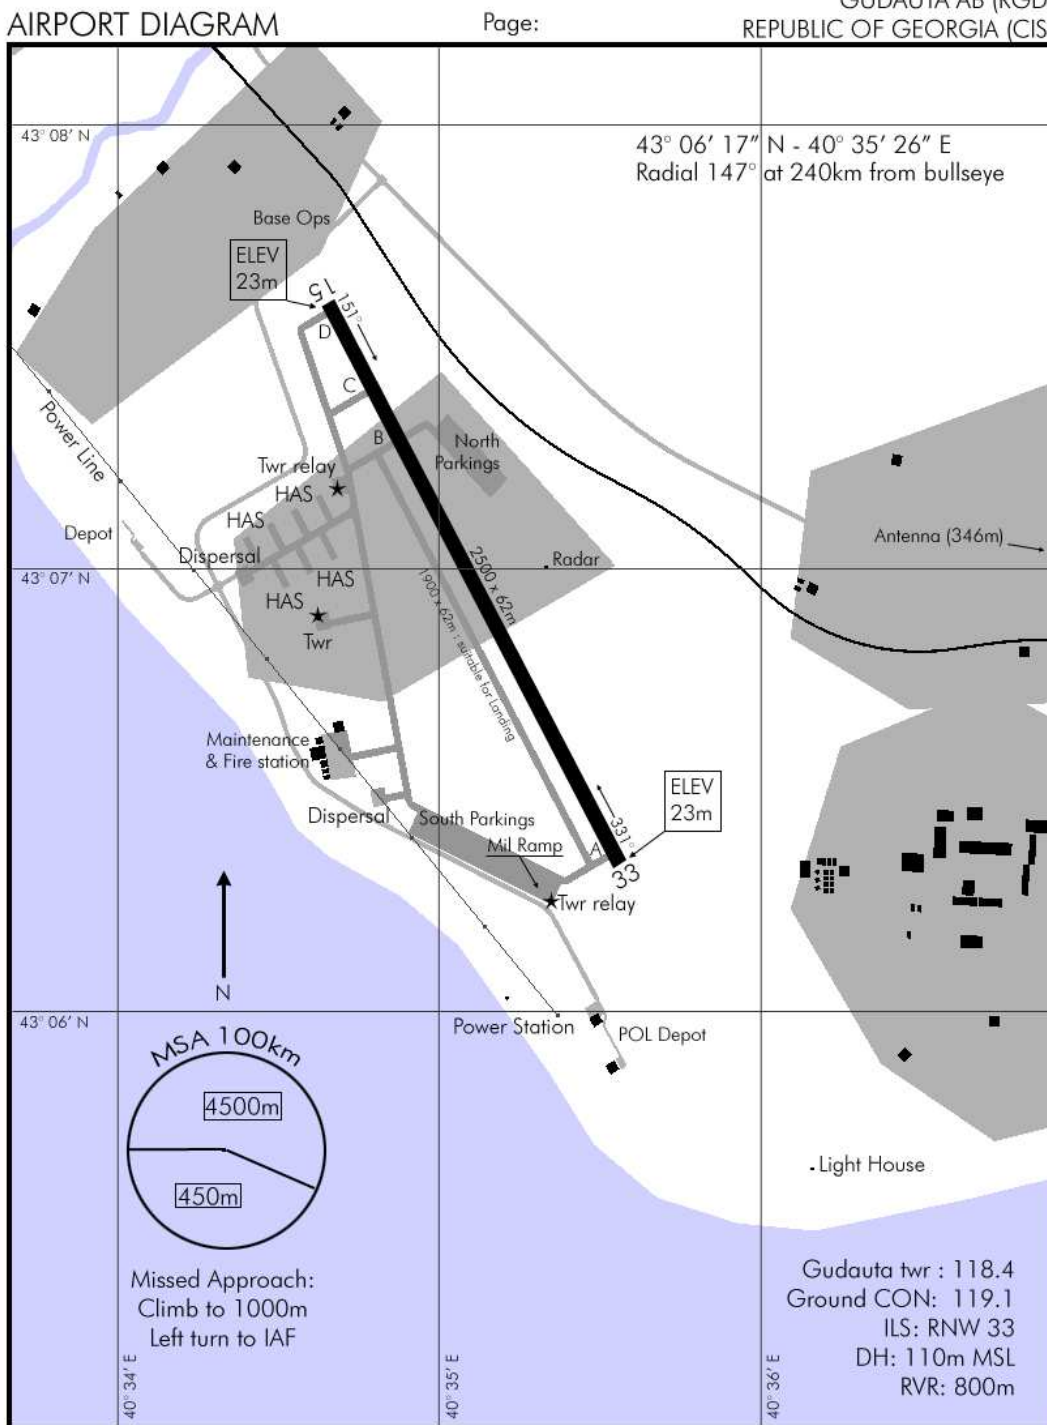 GUDAUTA AB (RGD
AIRPORT DIAGRAM
Page:
REPUBLIC OF GEORGIA (CIS
43° 08' N
43° 06' 17" N - 40° 35' 26" E
Radial 147° at 240km from bullseye
Base Ops
ELEV
23m
15
151°
D
C
B
North
Parkings
Power Line
Twr relay
HAS
HAS
Depot
Dispersal
Antenna (346m)
Radar
43° 07' N
HAS
HAS
Twr
2500 x 62m
1900 x 62m : suitable for Landing
Maintenance
& Fire station
Dispersal
South Parkings
Mil Ramp
ELEV
23m
331°
A
33
Twr relay
N
43° 06' N
Power Station
POL Depot
MSA 100km
4500m
450m
Light House
Missed Approach:
Climb to 1000m
Left turn to IAF
Gudauta twr : 118.4
Ground CON: 119.1
ILS: RNW 33
DH: 110m MSL
RVR: 800m
40° 34' E
40° 35' E
40° 36' E